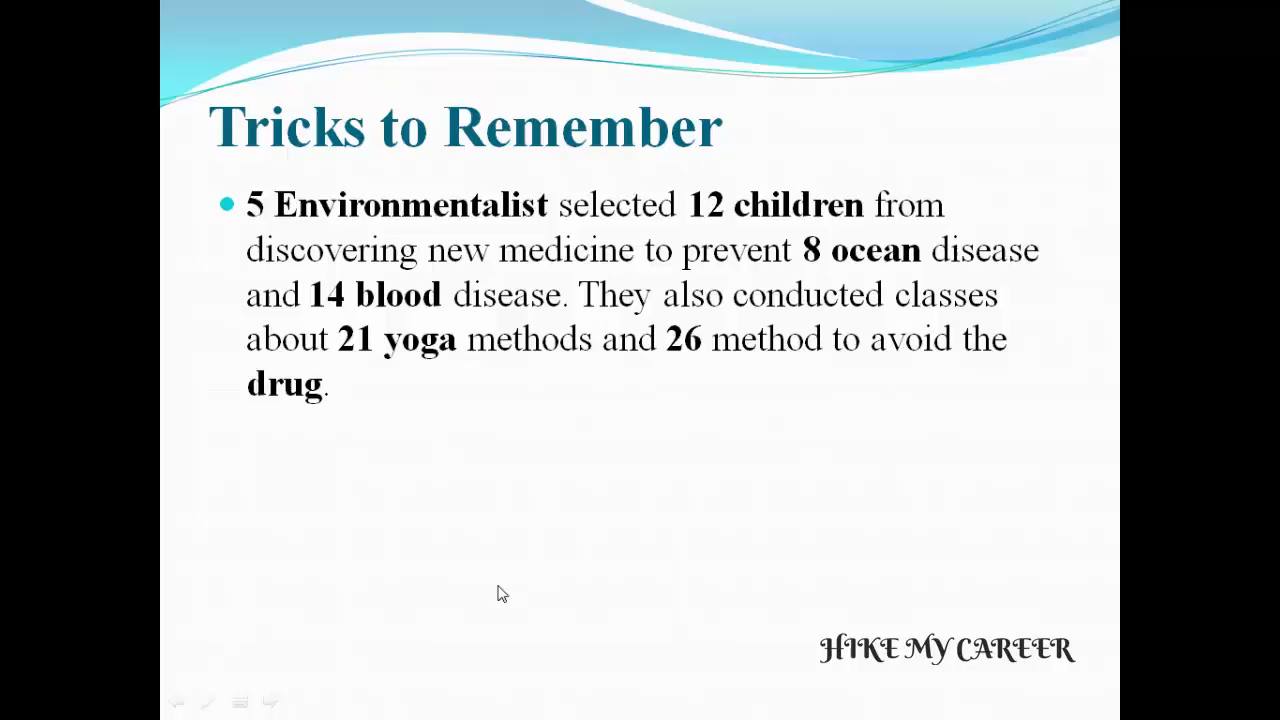 Tricks to Remember
5 Environmentalist selected 12 children from
discovering new medicine to prevent 8 ocean disease
and 14 blood disease. They also conducted classes
about 21 yoga methods and 26 method to avoid the
drug.
HIKE MY CAREER